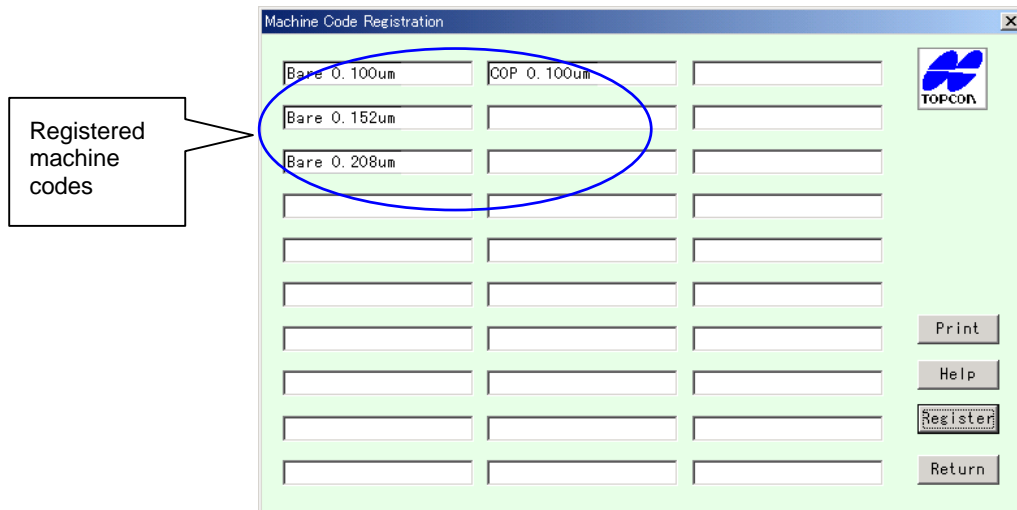 Machine Code Registration
Bare 0.100um
COP 0.100um
TOPCON
Registered
machine
codes
Bare 0.152um
Bare 0.208um
Print
Help
Register
Return